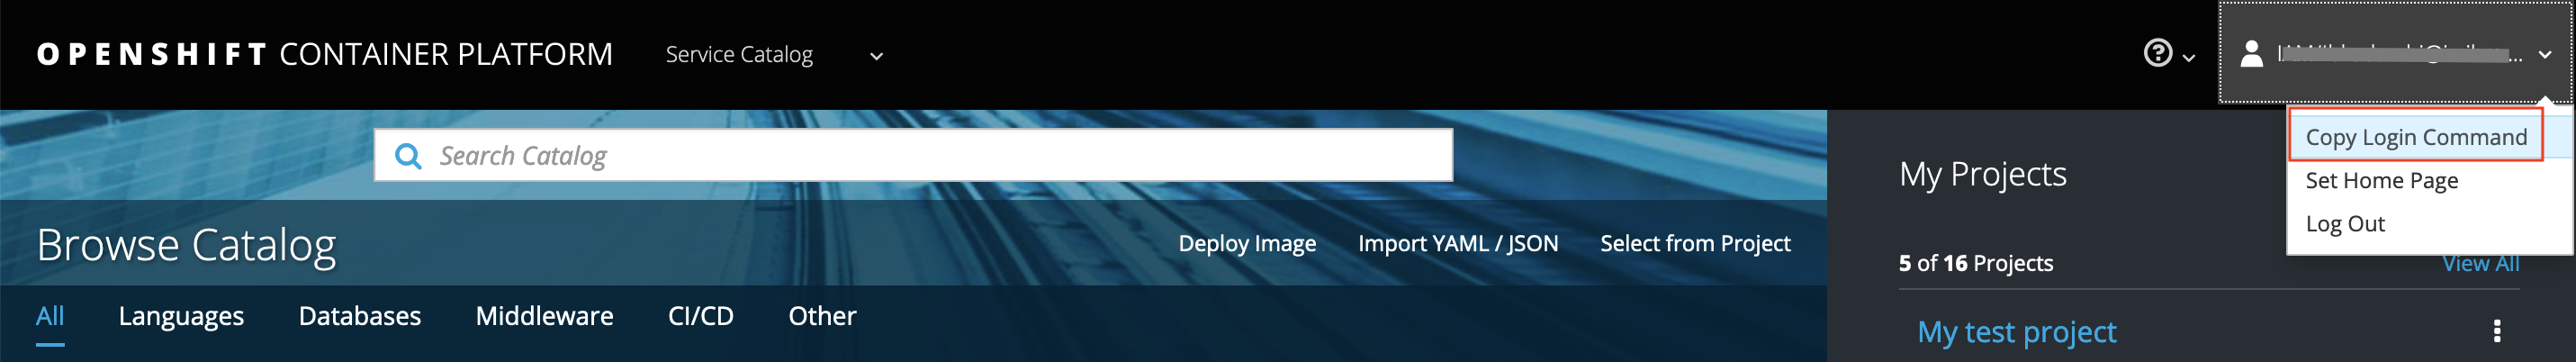 OPENSHIFT CONTAINER PLATFORM
Service Catalog
Search Catalog
Copy Login Command
Set Home Page
Log Out
My Projects
Browse Catalog
Deploy Image Import YAML / JSON Select from Project
5 of 16 Projects View All
All Languages Databases Middleware CI/CD Other
My test project